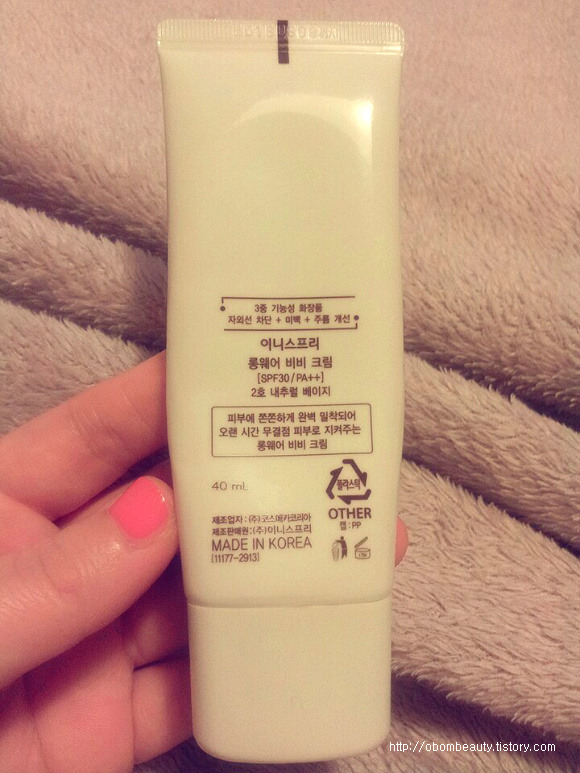 3중 기능성 화장품
자외선 차단 + 미백 + 주름 개선
이니스프리
롱웨어 비비 크림
[SPF30/PA++]
2호 내추럴 베이지
피부에 쫀쫀하게 완벽 밀착되어
오랜 시간 무결점 피부로 지켜주는
롱웨어 비비 크림
40 mL
플라스틱
OTHER
캡:PP
제조업자:(주)코스메카코리아
제조판매원:(주)이니스프리
MADE IN KOREA
[11177-2913]
http://obombeauty.tistory.com